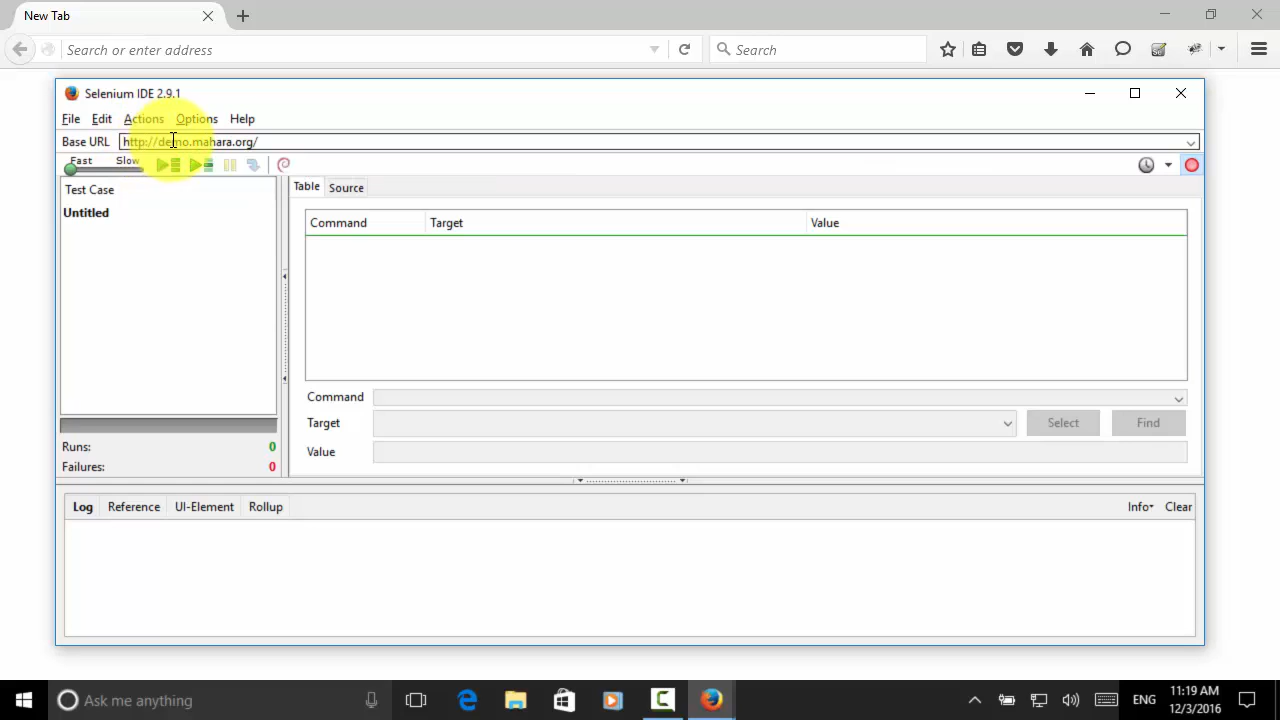 New Tab
Search or enter address
Search
Selenium IDE 2.9.1
File Edit Actions Options Help
Base URL http://demo.mahara.org/
Fast Slow
Test Case
Untitled
Table Source
Command Target Value
Command
Target Select Find
Value
Runs: 0
Failures: 0
Log Reference UI-Element Rollup Info Clear
Ask me anything
ENG
11:19 AM
12/3/2016